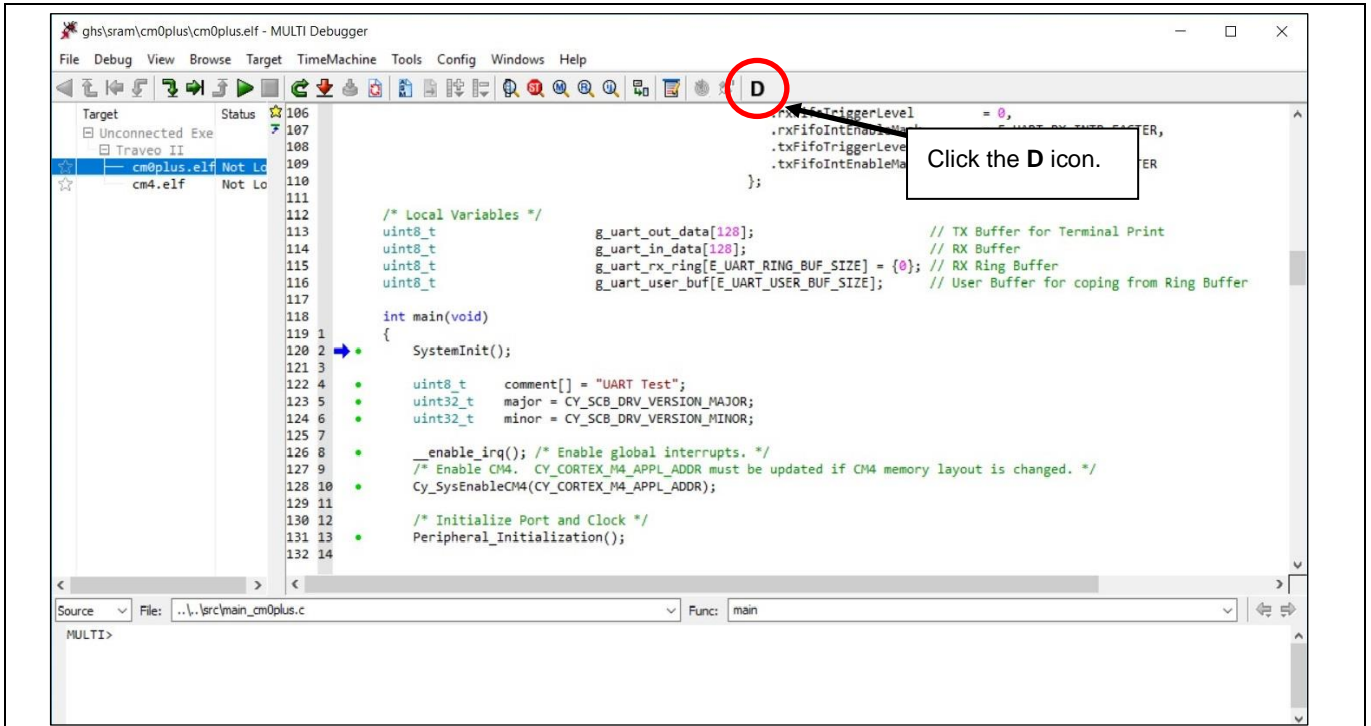 ghs\sram\cm0plus\cm0plus.elf - MULTI Debugger
File Debug View Browse Target TimeMachine Tools Config Windows Help
D
Target Status
Unconnected Exe
Traveo II
cm0plus.elf Not Lo
cm4.elf Not Lo
106 .rxFifoTriggerLevel = 0,
107
108
109
110 };
111
112 /* Local Variables */
113 uint8_t g_uart_out_data[128]; // TX Buffer for Terminal Print
114 uint8_t g_uart_in_data[128]; // RX Buffer
115 uint8_t g_uart_rx_ring[E_UART_RING_BUF_SIZE] = {0}; // RX Ring Buffer
116 uint8_t g_uart_user_buf[E_UART_USER_BUF_SIZE]; // User Buffer for coping from Ring Buffer
117
118 int main(void)
119 1 {
120 2 SystemInit();
121 3
122 4 uint8_t comment[] = "UART Test";
123 5 uint32_t major = CY_SCB_DRV_VERSION_MAJOR;
124 6 uint32_t minor = CY_SCB_DRV_VERSION_MINOR;
125 7
126 8 __enable_irq(); /* Enable global interrupts. */
127 9 /* Enable CM4. CY_CORTEX_M4_APPL_ADDR must be updated if CM4 memory layout is changed. */
128 10 Cy_SysEnableCM4(CY_CORTEX_M4_APPL_ADDR);
129 11
130 12 /* Initialize Port and Clock */
131 13 Peripheral_Initialization();
132 14
Click the D icon.
Source File: ..\..\src\main_cm0plus.c Func: main
MULTI>